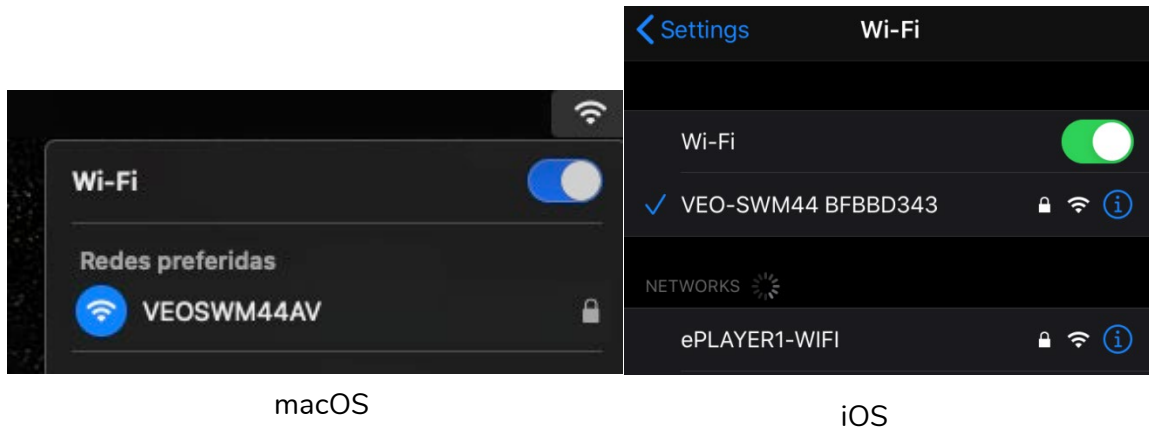 Wi-Fi
Redes preferidas
VEOSWM44AV
macOS
Settings Wi-Fi
Wi-Fi
VEO-SWM44 BFBBD343
NETWORKS
ePLAYER1-WIFI
iOS